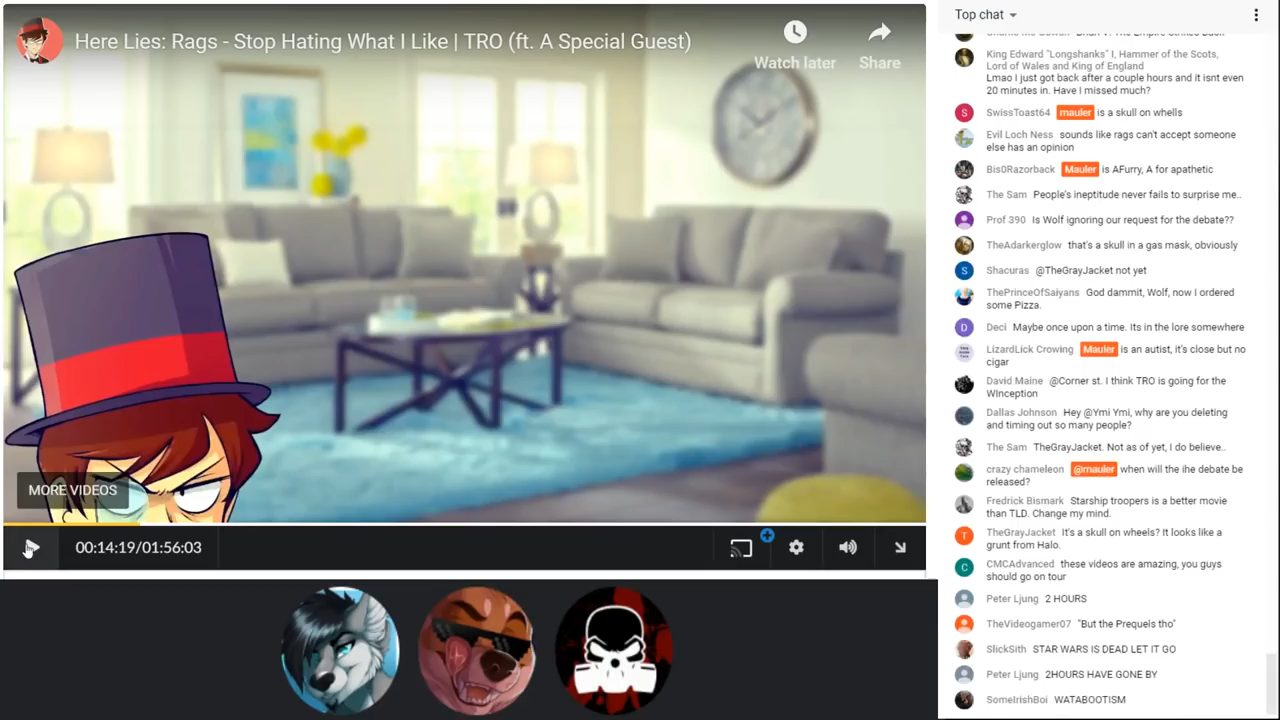 Here Lies: Rags - Stop Hating What I Like | TRO (ft. A Special Guest)
Watch later
Share
MORE VIDEOS
00:14:19/01:56:03
Top chat
King Edward "Longshanks" I, Hammer of the Scots,
Lord of Wales and King of England
Lmao I just got back after a couple hours and it isnt even
20 minutes in. Have I missed much?
S
SwissToast64 mauler is a skull on whells
Evil Loch Ness sounds like rags can't accept someone
else has an opinion
Bis0Razorback Mauler is AFurry, A for apathetic
The Sam People's ineptitude never fails to surprise me..
Prof 390 Is Wolf ignoring our request for the debate??
TheAdarkerglow that's a skull in a gas mask, obviously
S
Shacuras @TheGrayJacket not yet
ThePrinceOfSaiyans God dammit, Wolf, now I ordered
some Pizza.
D
Deci Maybe once upon a time. Its in the lore somewhere
LizardLick Crowing Mauler is an autist, it's close but no
cigar
David Maine @Corner st. I think TRO is going for the
WInception
Dallas Johnson Hey @Ymi Ymi, why are you deleting
and timing out so many people?
The Sam TheGrayJacket. Not as of yet, I do believe..
crazy chameleon @mauler when will the ihe debate be
released?
Fredrick Bismark Starship troopers is a better movie
than TLD. Change my mind.
T
TheGrayJacket It's a skull on wheels? It looks like a
grunt from Halo.
C
CMCAdvanced these videos are amazing, you guys
should go on tour
Peter Ljung 2 HOURS
TheVideogamer07 "But the Prequels tho"
SlickSith STAR WARS IS DEAD LET IT GO
Peter Ljung 2HOURS HAVE GONE BY
SomeIrishBoi WATABOOTISM